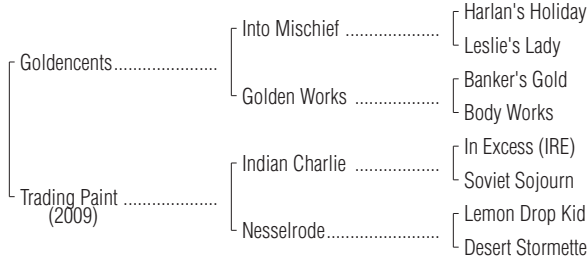 Harlan's Holiday
Into Mischief ....................
Leslie's Lady
Goldencents......................
Banker's Gold
Golden Works ..................
Body Works
In Excess (IRE)
Indian Charlie ..................
Soviet Sojourn
Trading Paint ....................
(2009)
Lemon Drop Kid
Nesselrode........................
Desert Stormette